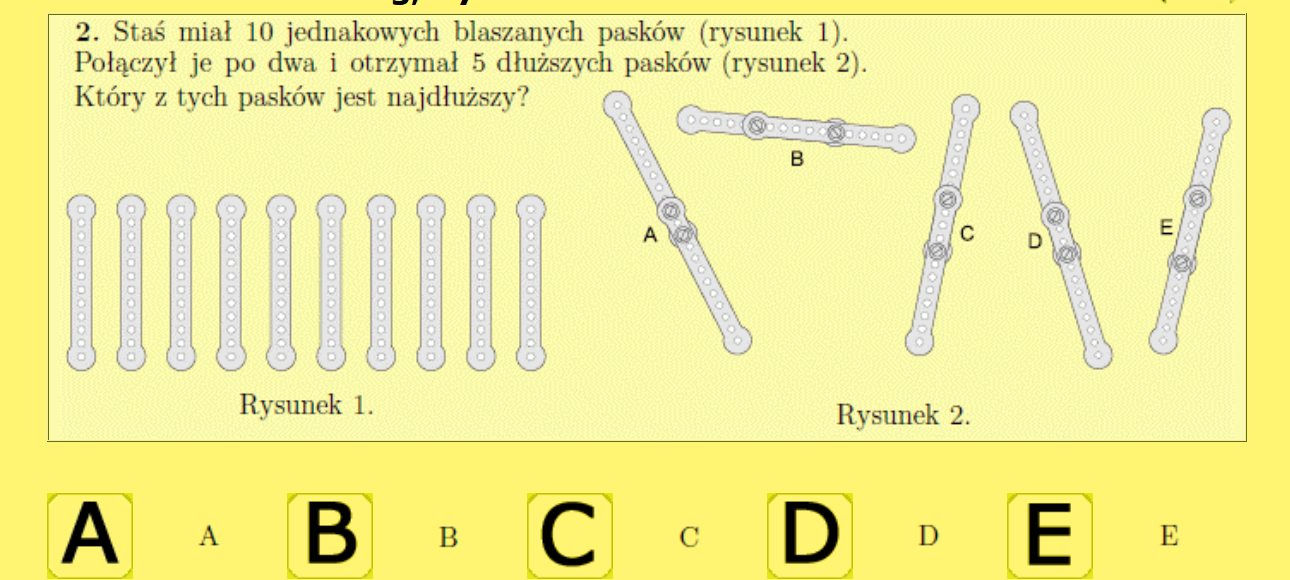 2. Staś miał 10 jednakowych blaszanych pasków (rysunek 1).
Połączył je po dwa i otrzymał 5 dłuższych pasków (rysunek 2).
Który z tych pasków jest najdłuższy?
A
B
C
D
E
Rysunek 1.
Rysunek 2.
A A B B C C D D E E